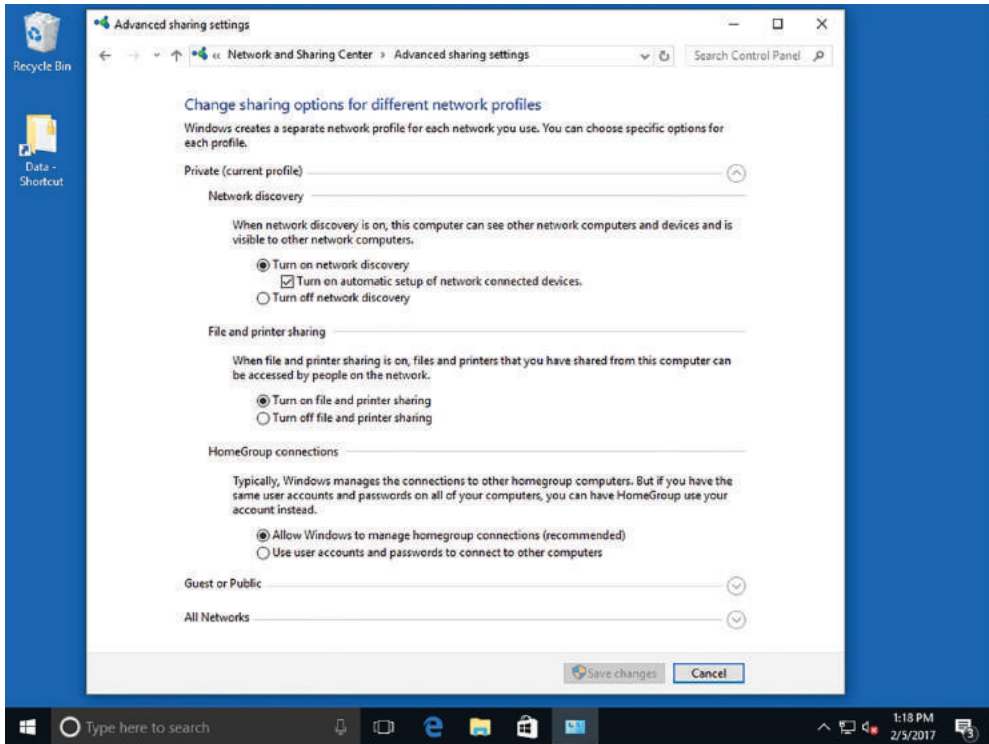 Recycle Bin
Data -
Shortcut
Advanced sharing settings
« Network and Sharing Center › Advanced sharing settings
Search Control Panel
Change sharing options for different network profiles
Windows creates a separate network profile for each network you use. You can choose specific options for
each profile.
Private (current profile)
Network discovery
When network discovery is on, this computer can see other network computers and devices and is
visible to other network computers.
Turn on network discovery
Turn on automatic setup of network connected devices.
Turn off network discovery
File and printer sharing
When file and printer sharing is on, files and printers that you have shared from this computer can
be accessed by people on the network.
Turn on file and printer sharing
Turn off file and printer sharing
HomeGroup connections
Typically, Windows manages the connections to other homegroup computers. But if you have the
same user accounts and passwords on all of your computers, you can have HomeGroup use your
account instead.
Allow Windows to manage homegroup connections (recommended)
Use user accounts and passwords to connect to other computers
Guest or Public
All Networks
Save changes
Cancel
Type here to search
1:18 PM
2/5/2017
3